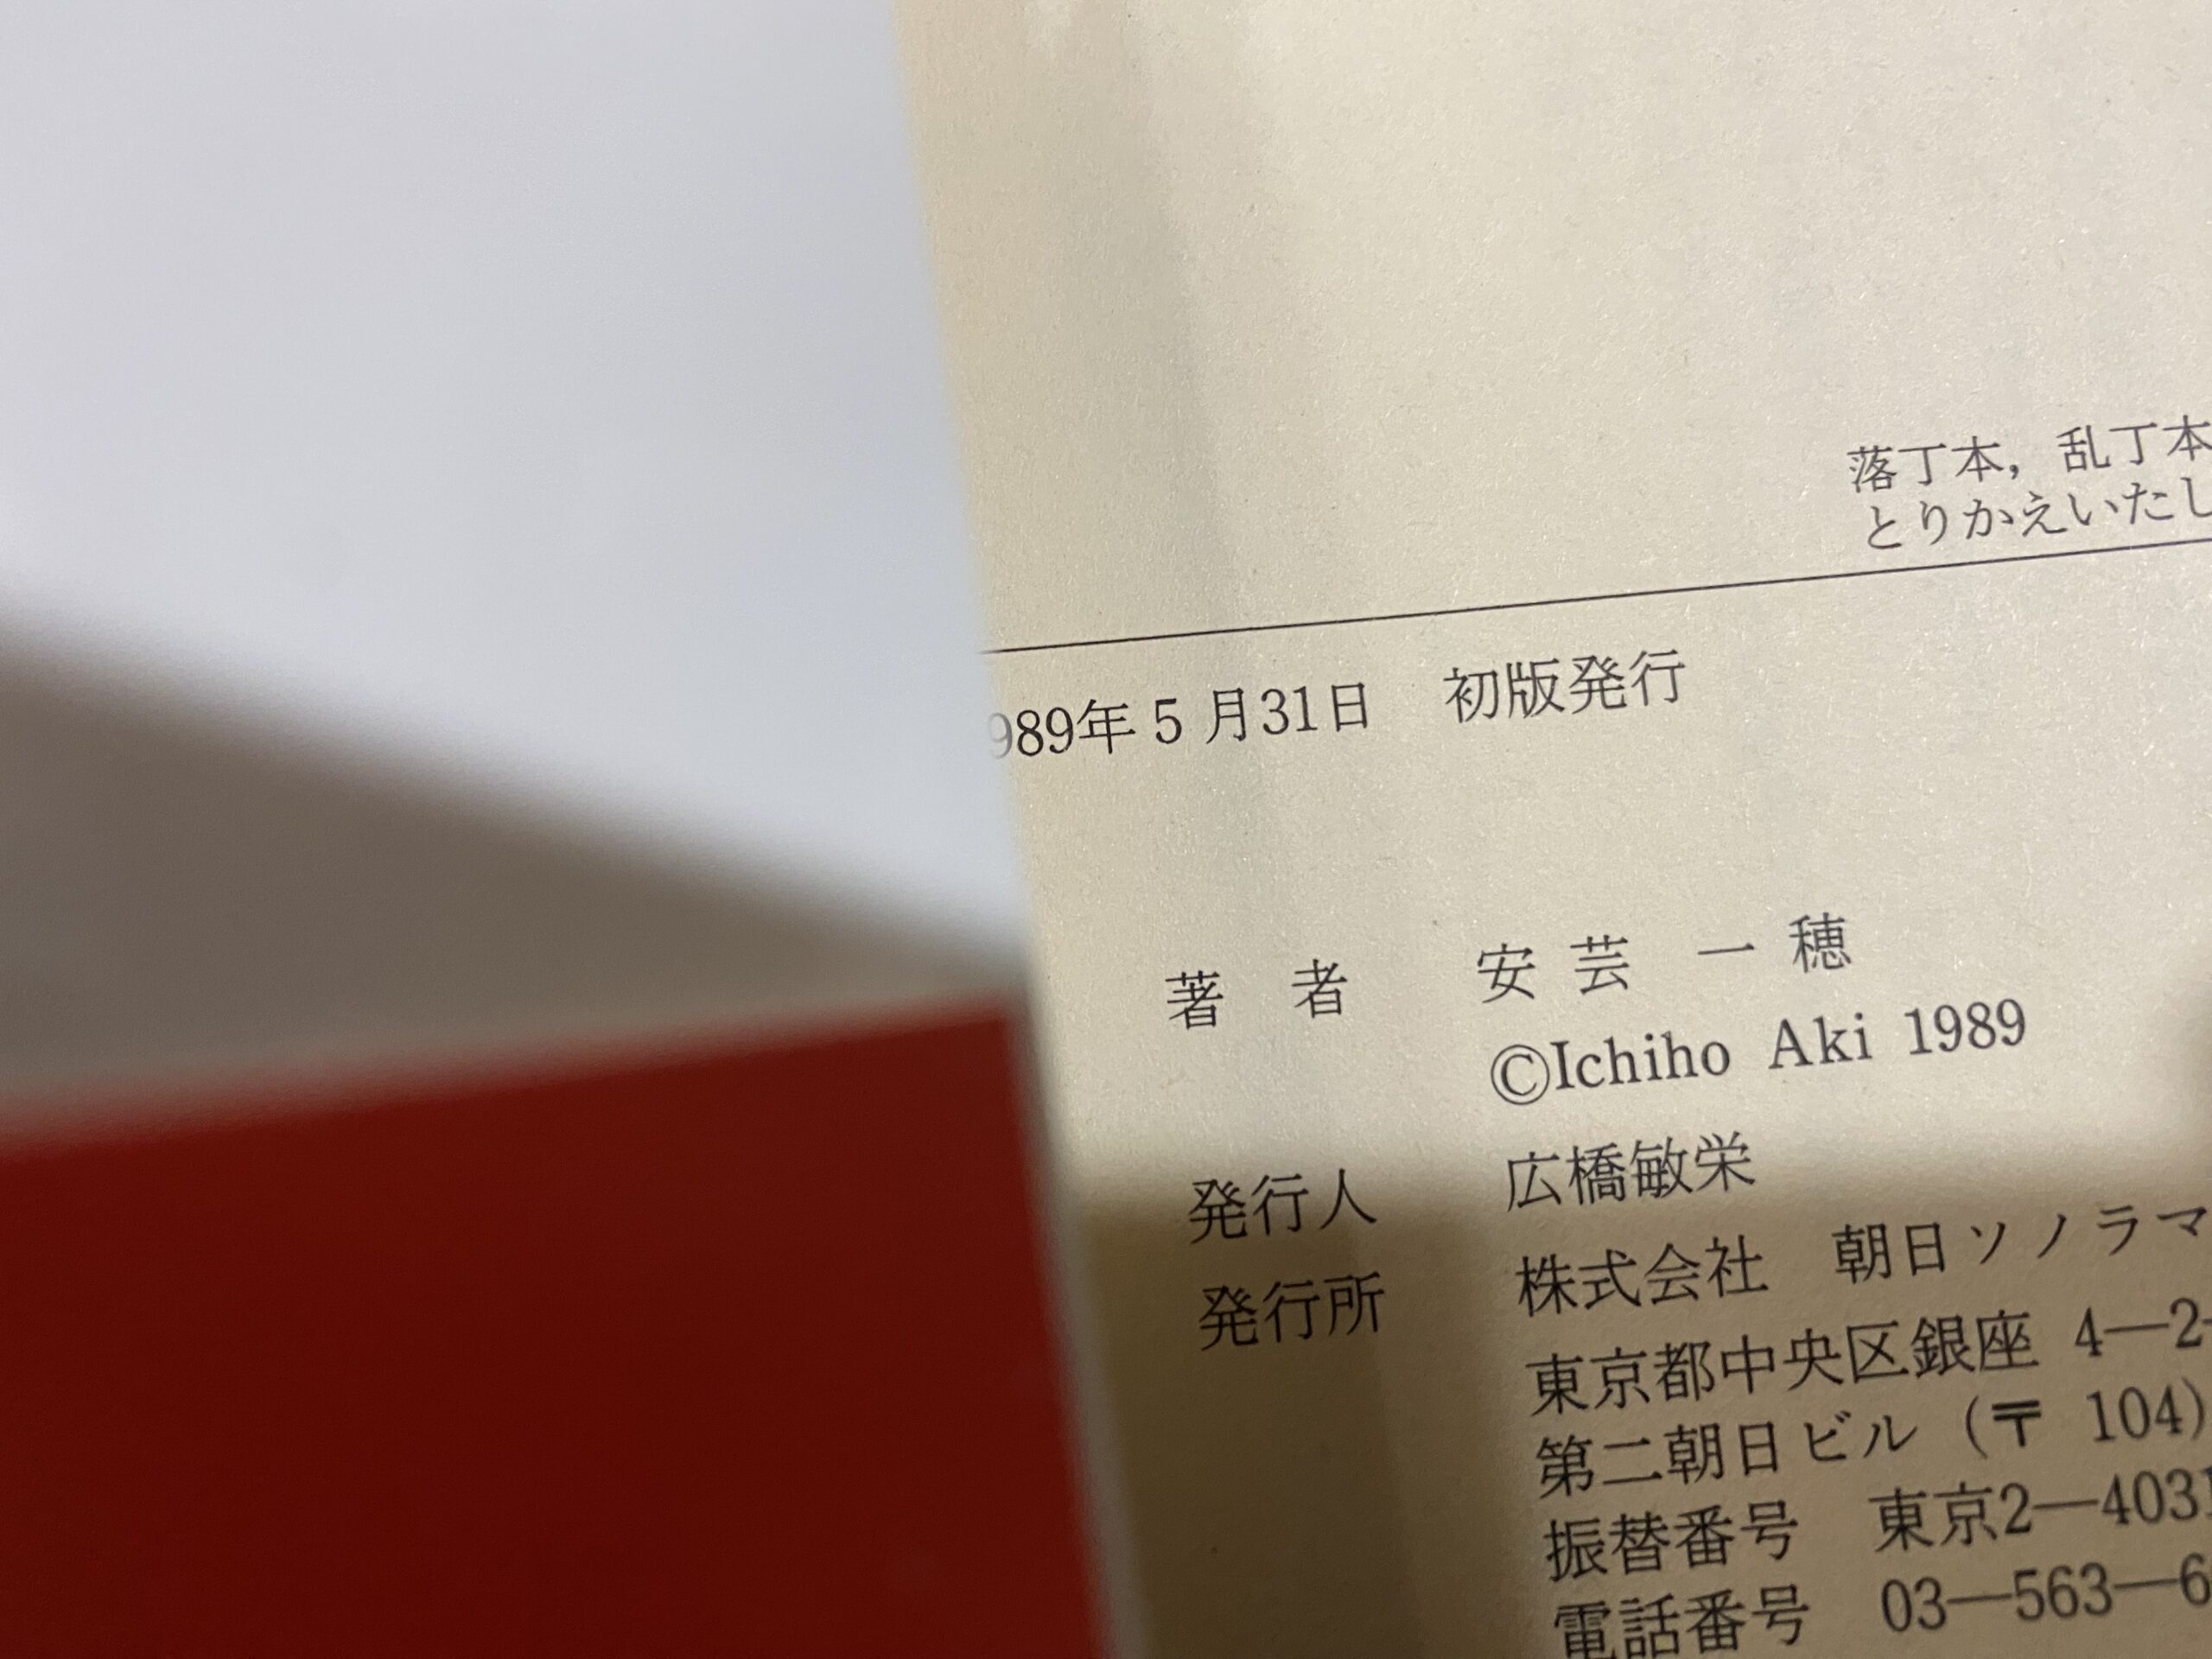 落丁本，乱丁本
とりかえいたし
989年5月31日　初版発行
著　者　安芸　一穂
©Ichiho Aki 1989
発行人　広橋敏栄
発行所　株式会社　朝日ソノラマ
東京都中央区銀座 4—2-
第二朝日ビル（〒 104）
振替番号　東京2—4031
電話番号　03—563—6